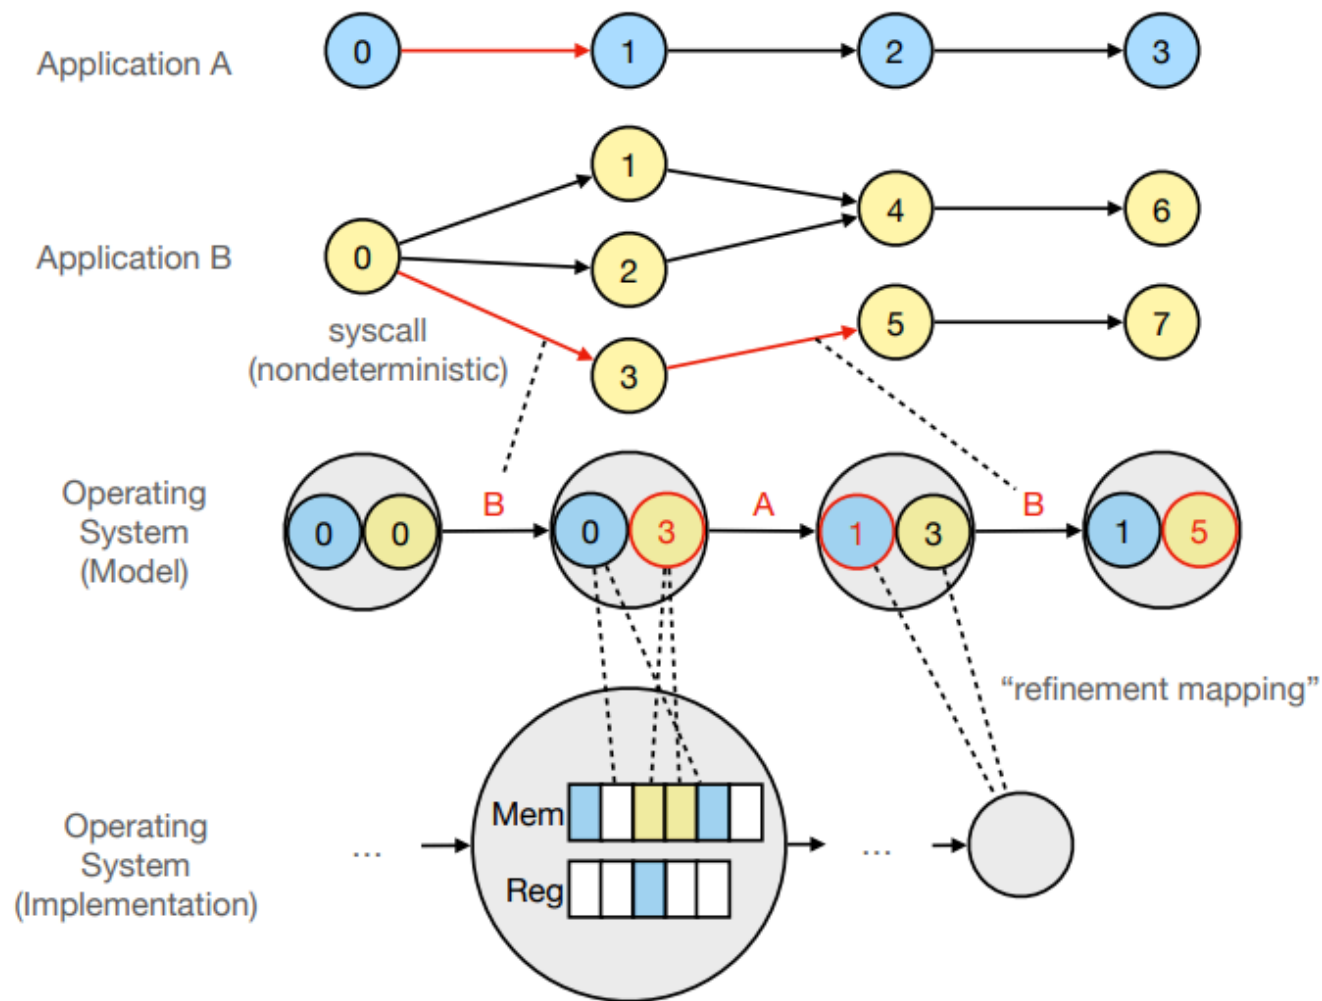 Application A
0
1
2
3
1
Application B
0
2
4
6
syscall
(nondeterministic)
3
5
7
Operating
System
(Model)
0 0
B
0 3
A
1 3
B
1 5
"refinement mapping"
Operating
System
(Implementation)
...
Mem
Reg
...